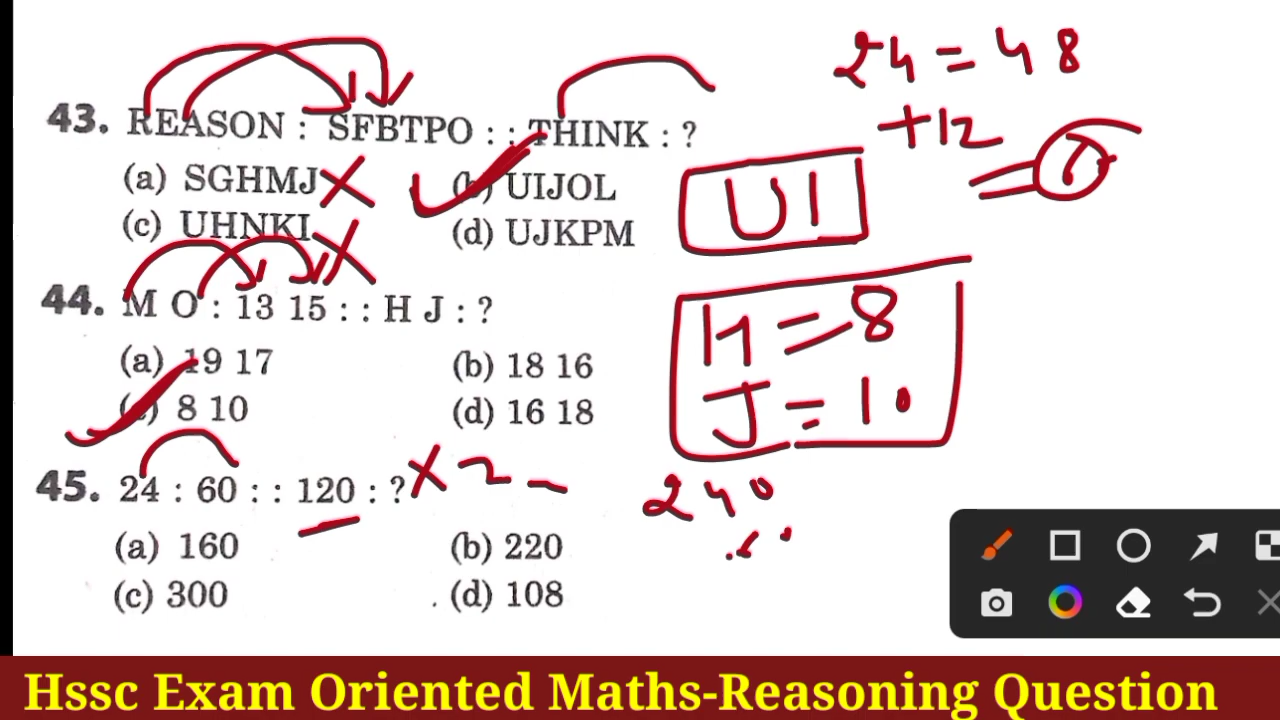 43. REASON : SFBTPO : : THINK : ?
(a) SGHMJ (b) UIJOL
(c) UHNKI (d) UJKPM
44. M O : 13 15 : : H J : ?
(a) 19 17 (b) 18 16
(c) 8 10 (d) 16 18
45. 24 : 60 : : 120 : ? × 2
(a) 160 (b) 220
(c) 300 (d) 108
24 = 48
+12
UI
H = 8
J = 10
240
60
Hssc Exam Oriented Maths-Reasoning Question